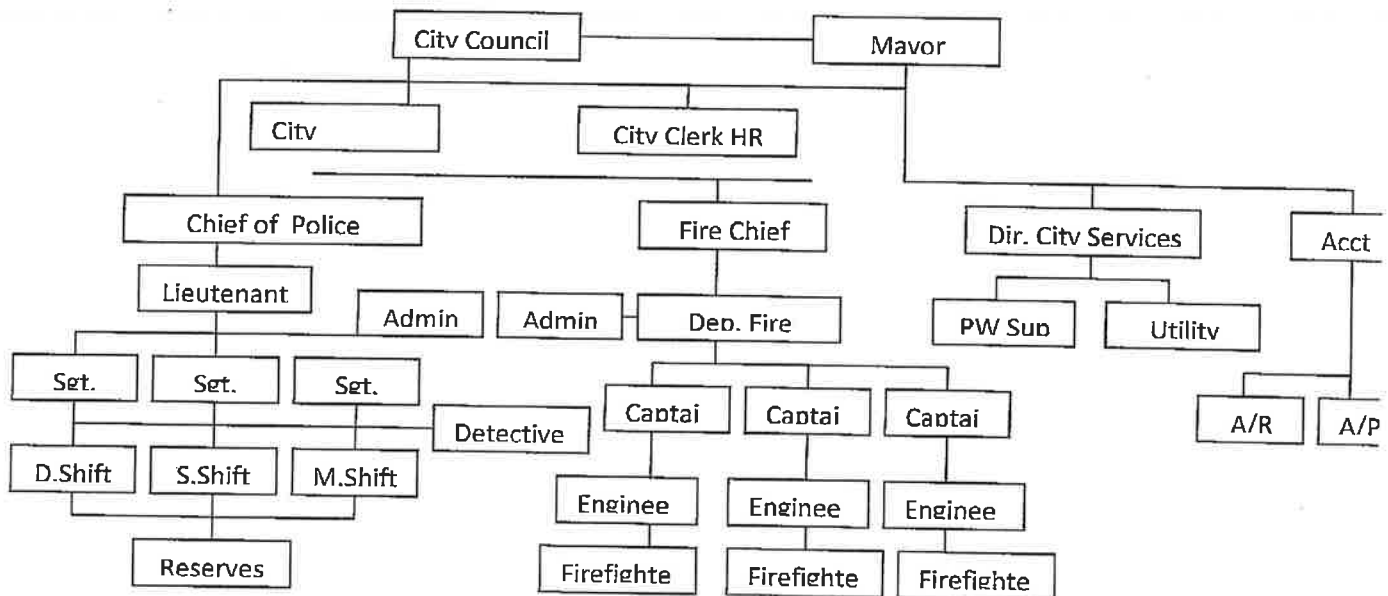 City Council
Mayor
City
City Clerk HR
Chief of Police
Fire Chief
Dir. City Services
Acct
Lieutenant
Admin
Admin
Dep. Fire
PW Sup
Utility
Sgt.
Sgt.
Sgt.
Captai
Captai
Captai
A/R
A/P
Detective
D.Shift
S.Shift
M.Shift
Enginee
Enginee
Enginee
Reserves
Firefighte
Firefighte
Firefighte